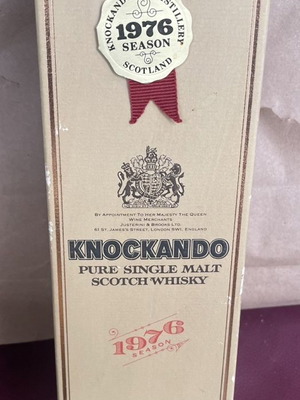 KNOCKANDO DISTILLERY
1976
SEASON
SCOTLAND
BY APPOINTMENT TO HER MAJESTY THE QUEEN
WINE MERCHANTS
JUSTERINI & BROOKS LTD.
61 ST. JAMES'S STREET, LONDON SW1, ENGLAND
KNOCKANDO
PURE SINGLE MALT
SCOTCH WHISKY
1976
SEASON